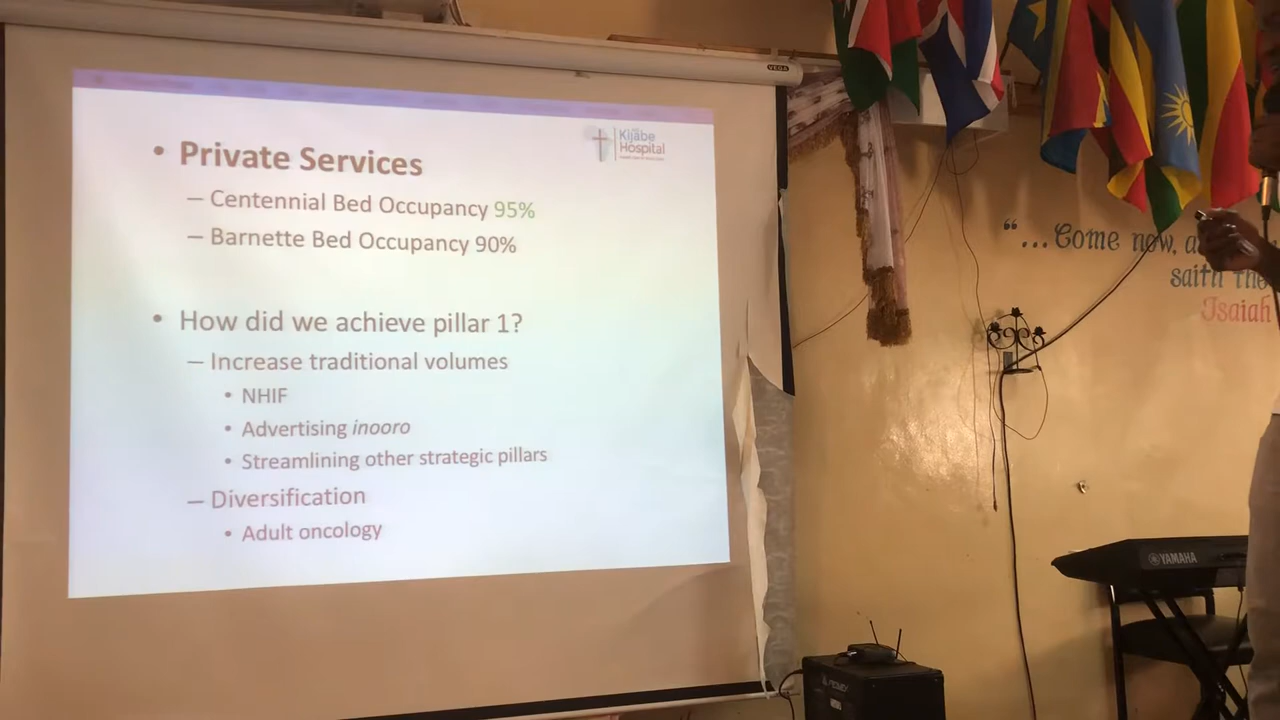 • Private Services
– Centennial Bed Occupancy 95%
– Barnette Bed Occupancy 90%
• How did we achieve pillar 1?
– Increase traditional volumes
• NHIF
• Advertising inooro
• Streamlining other strategic pillars
– Diversification
• Adult oncology
Kijabe
Hospital
VEGA
"...Come now,
saith the
Isaiah
YAMAHA